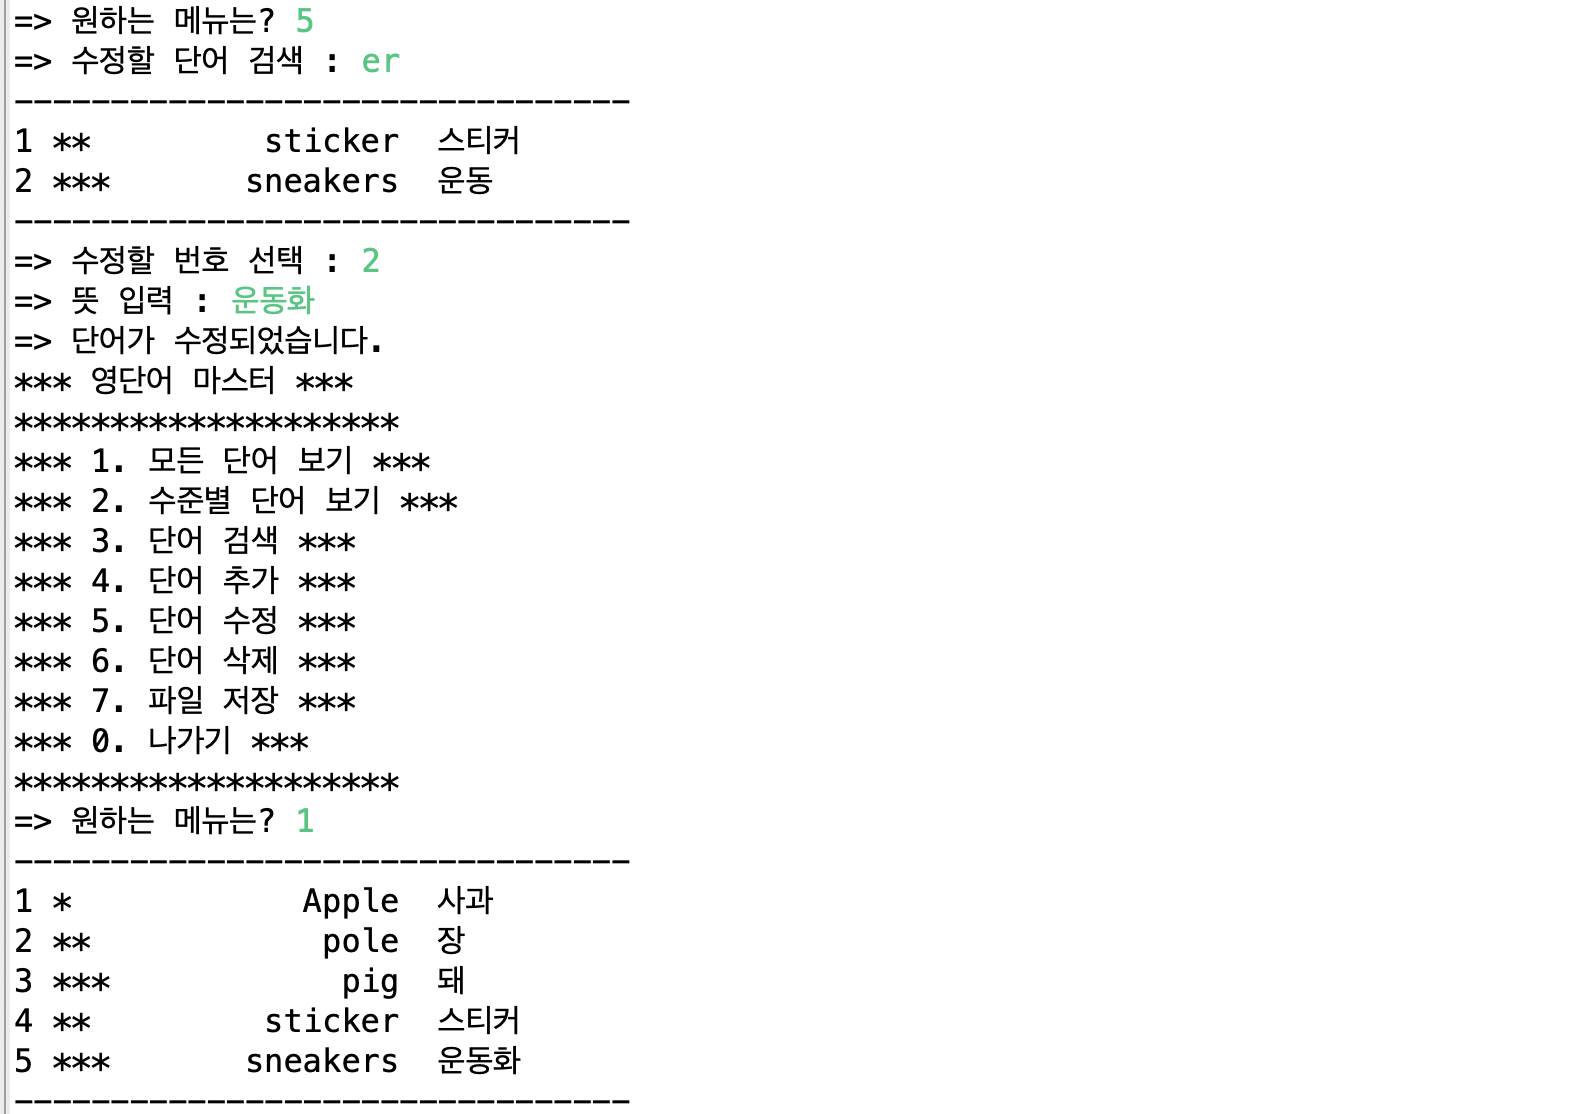 => 원하는 메뉴는? 5
=> 수정할 단어 검색 : er
--------------------------------
1 **         sticker  스티커
2 ***       sneakers  운동
--------------------------------
=> 수정할 번호 선택 : 2
=> 뜻 입력 : 운동화
=> 단어가 수정되었습니다.
*** 영단어 마스터 ***
********************
*** 1. 모든 단어 보기 ***
*** 2. 수준별 단어 보기 ***
*** 3. 단어 검색 ***
*** 4. 단어 추가 ***
*** 5. 단어 수정 ***
*** 6. 단어 삭제 ***
*** 7. 파일 저장 ***
*** 0. 나가기 ***
********************
=> 원하는 메뉴는? 1
--------------------------------
1 *            Apple  사과
2 **            pole  장
3 ***            pig  돼
4 **         sticker  스티커
5 ***       sneakers  운동화
--------------------------------